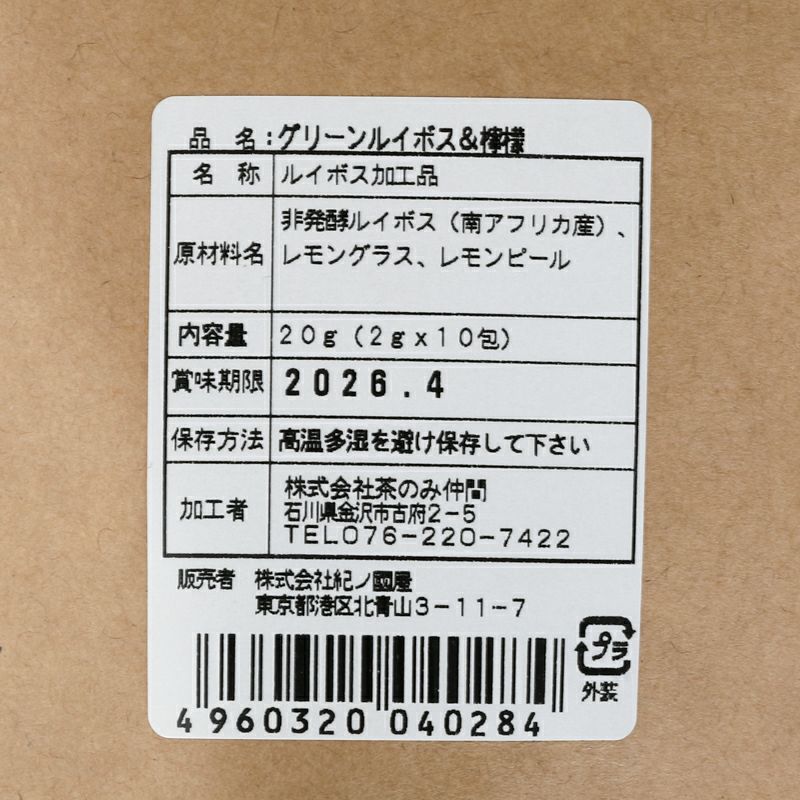 品 名：グリーンルイボス&檸檬
名 称 ルイボス加工品
原材料名 非発酵ルイボス（南アフリカ産）、
レモングラス、レモンピール
内容量 20g（2gx10包）
賞味期限 2026.4
保存方法 高温多湿を避け保存して下さい
加工者 株式会社茶のみ仲間
石川県金沢市古府2-5
TEL076-220-7422
販売者 株式会社紀ノ國屋
東京都港区北青山3-11-7
プラ
外装
4 960320 040284